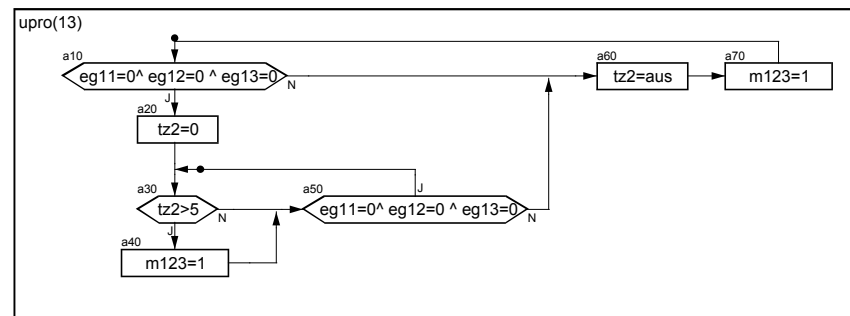 upro(13)
a10
eg11=0^ eg12=0 ^ eg13=0
N
J
a60
tz2=aus
a70
m123=1
a20
tz2=0
a30
tz2>5
N
J
a50
eg11=0^ eg12=0 ^ eg13=0
J
N
a40
m123=1